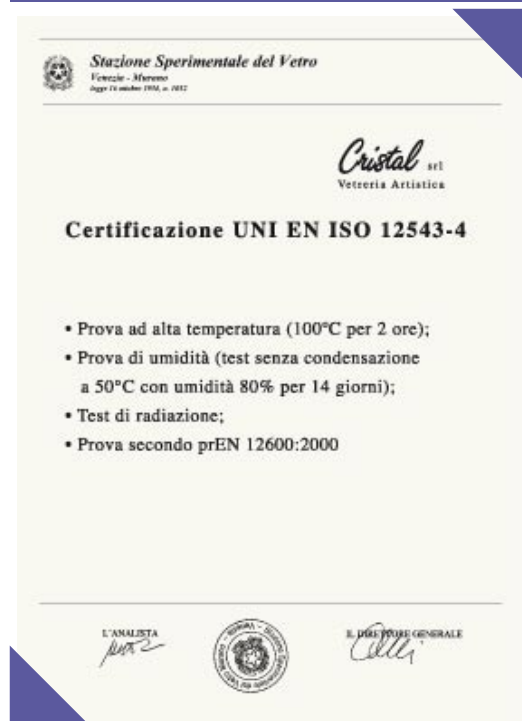 Stazione Sperimentale del Vetro
Venezia - Murano
Cristal srl
Vetreria Artistica
Certificazione UNI EN ISO 12543-4
• Prova ad alta temperatura (100°C per 2 ore);
• Prova di umidità (test senza condensazione
a 50°C con umidità 80% per 14 giorni);
• Test di radiazione;
• Prova secondo prEN 12600:2000
L'ANALISTA
IL DIRETTORE GENERALE